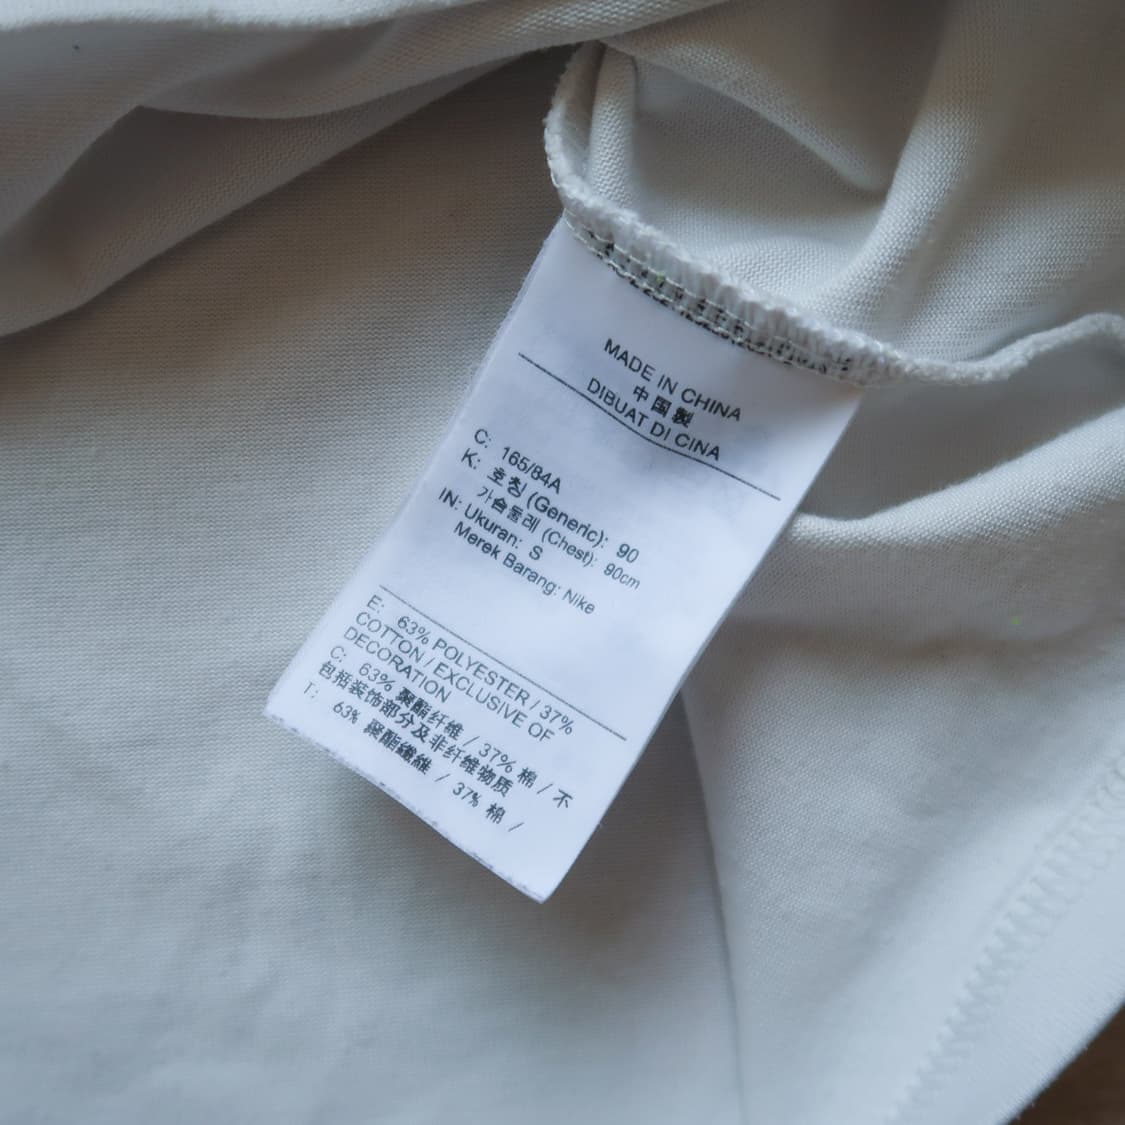 MADE IN CHINA
中国製
DIBUAT DI CINA
C: 165/84A
K: 호칭 (Generic): 90
가슴둘레 (Chest): 90cm
IN: Ukuran: S
Merek Barang: Nike
E: 63% POLYESTER / 37%
COTTON / EXCLUSIVE OF
DECORATION
C: 63% 聚酯纤维 / 37% 棉 / 不
包括装饰部分及非纤维物质
T: 63% 聚酯纖維 / 37% 棉 /